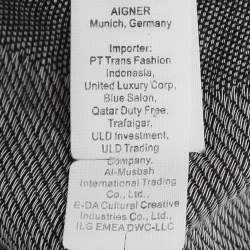 AIGNER
Munich, Germany
Importer:
PT Trans Fashion
Indonesia,
United Luxury Corp,
Blue Salon,
Qatar Duty Free,
Trafalgar,
ULD Investment,
ULD Trading
Company,
Al-Musbah
International Trading
Co., Ltd.,
E-DA Cultural Creative
Industries Co., Ltd.,
ILG EMEA DWC-LLC